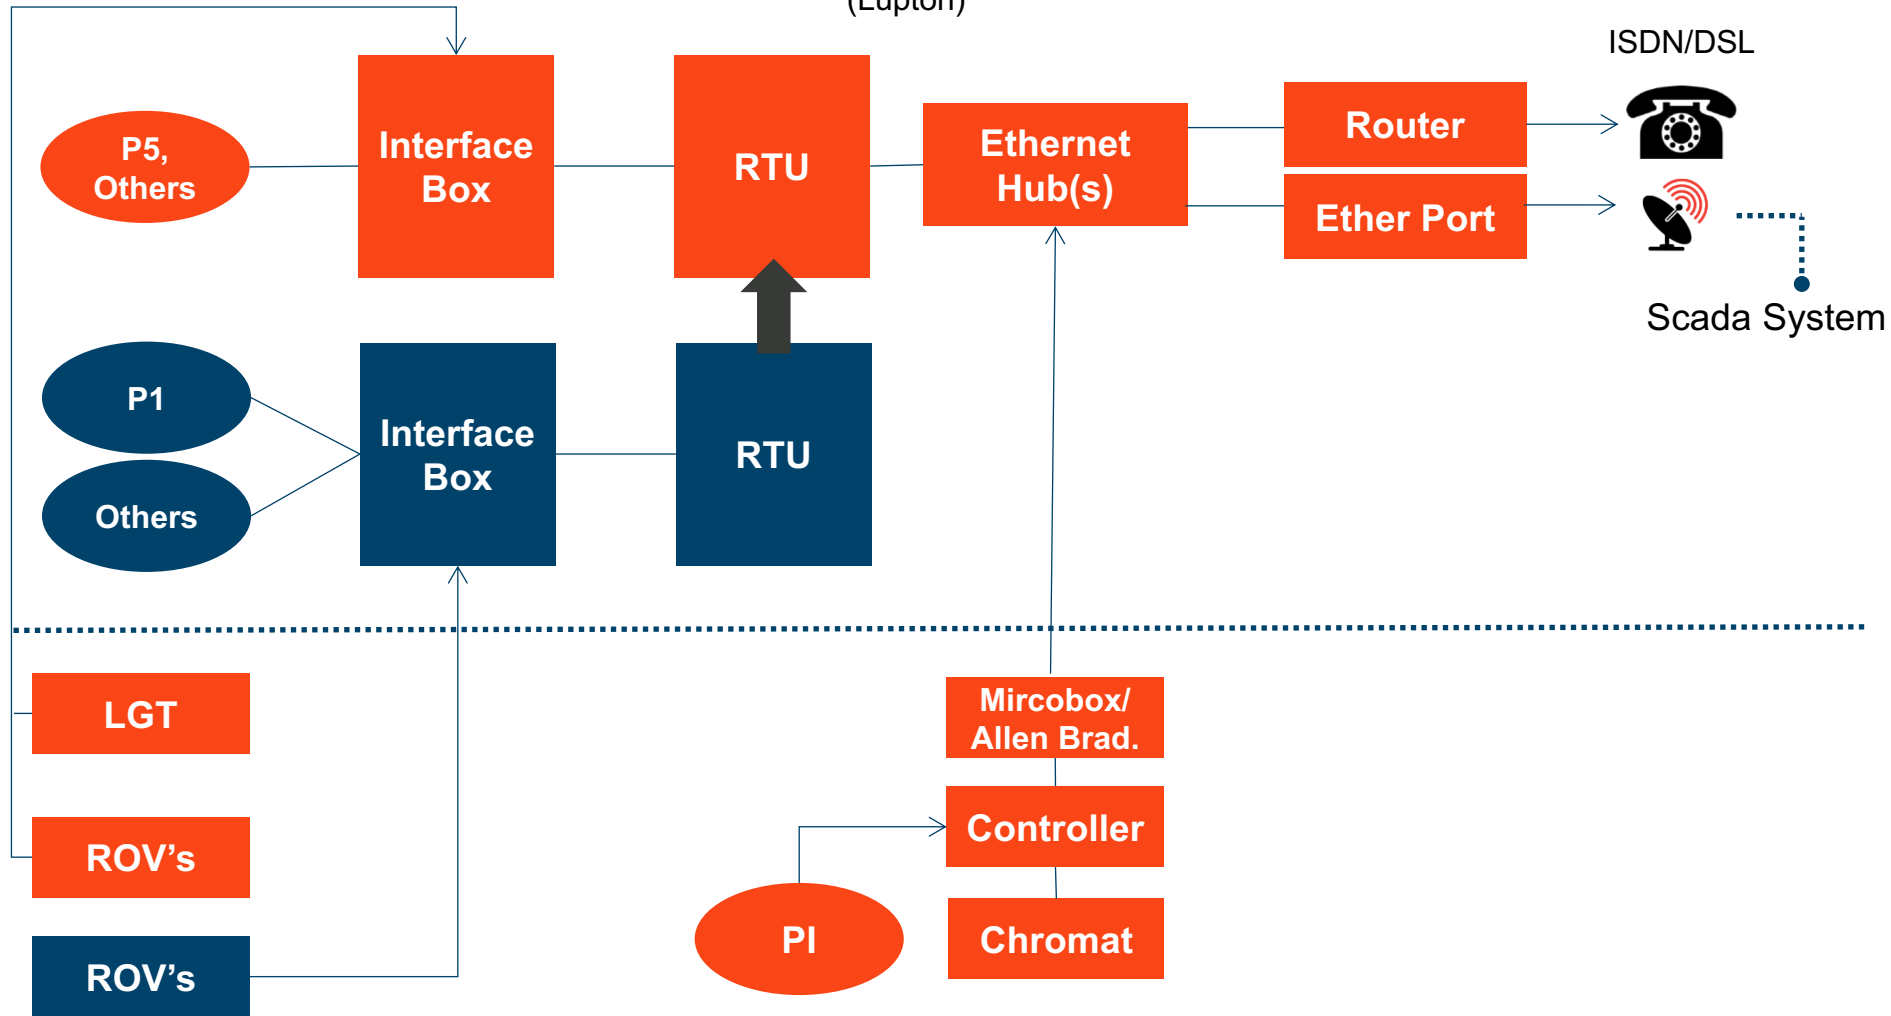 (Lupton)
ISDN/DSL
P5,
Others
Interface
Box
RTU
Ethernet
Hub(s)
Router
Ether Port
Scada System
P1
Others
Interface
Box
RTU
LGT
ROV’s
ROV’s
Mircobox/
Allen Brad.
Controller
PI
Chromat